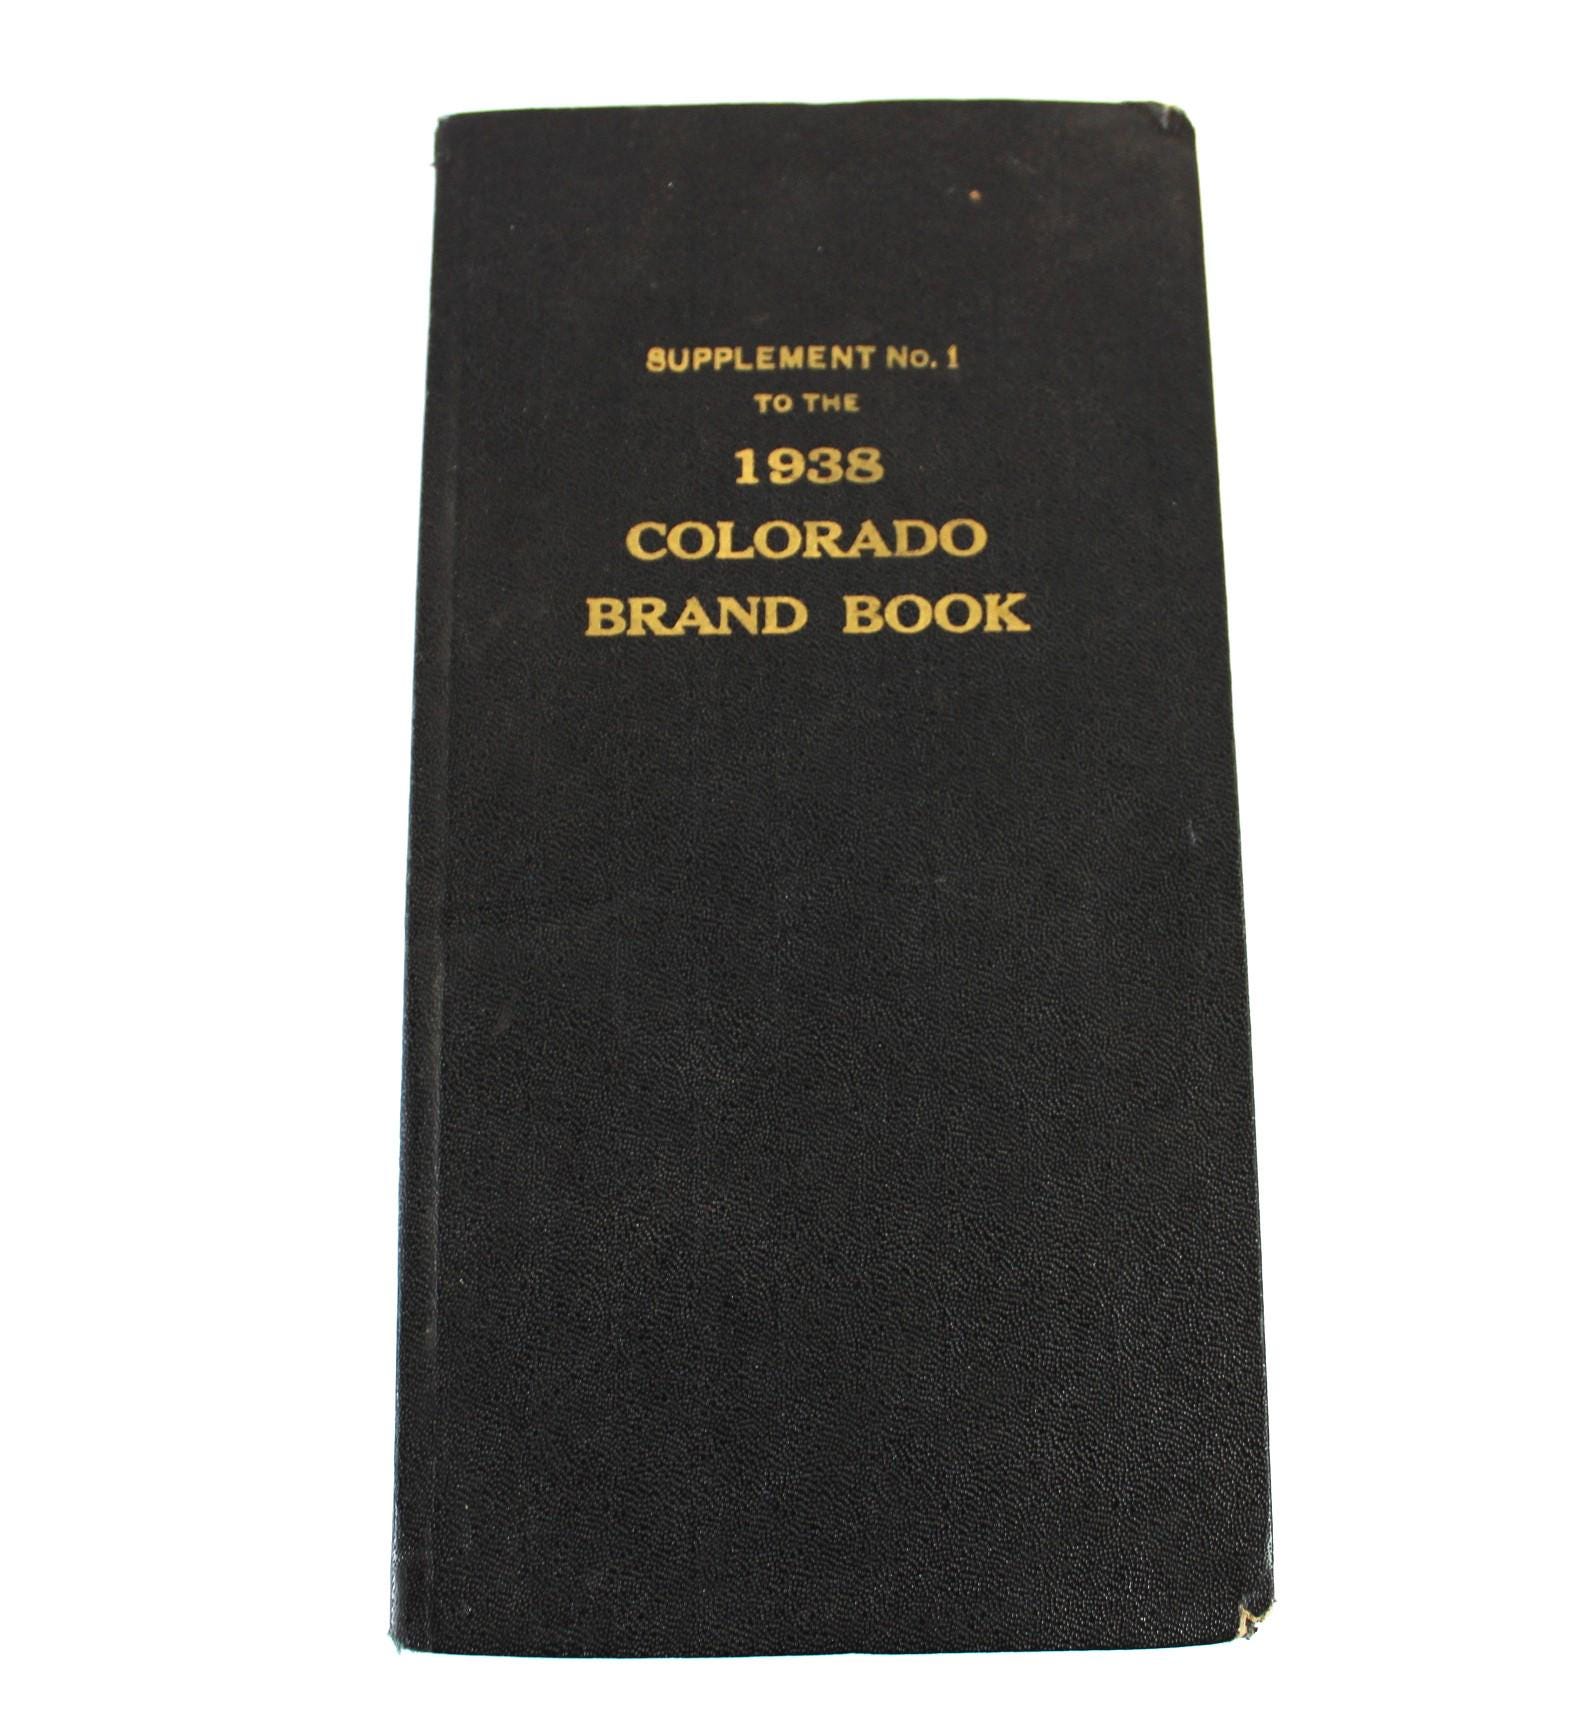 SUPPLEMENT No. 1
TO THE
1938
COLORADO
BRAND BOOK